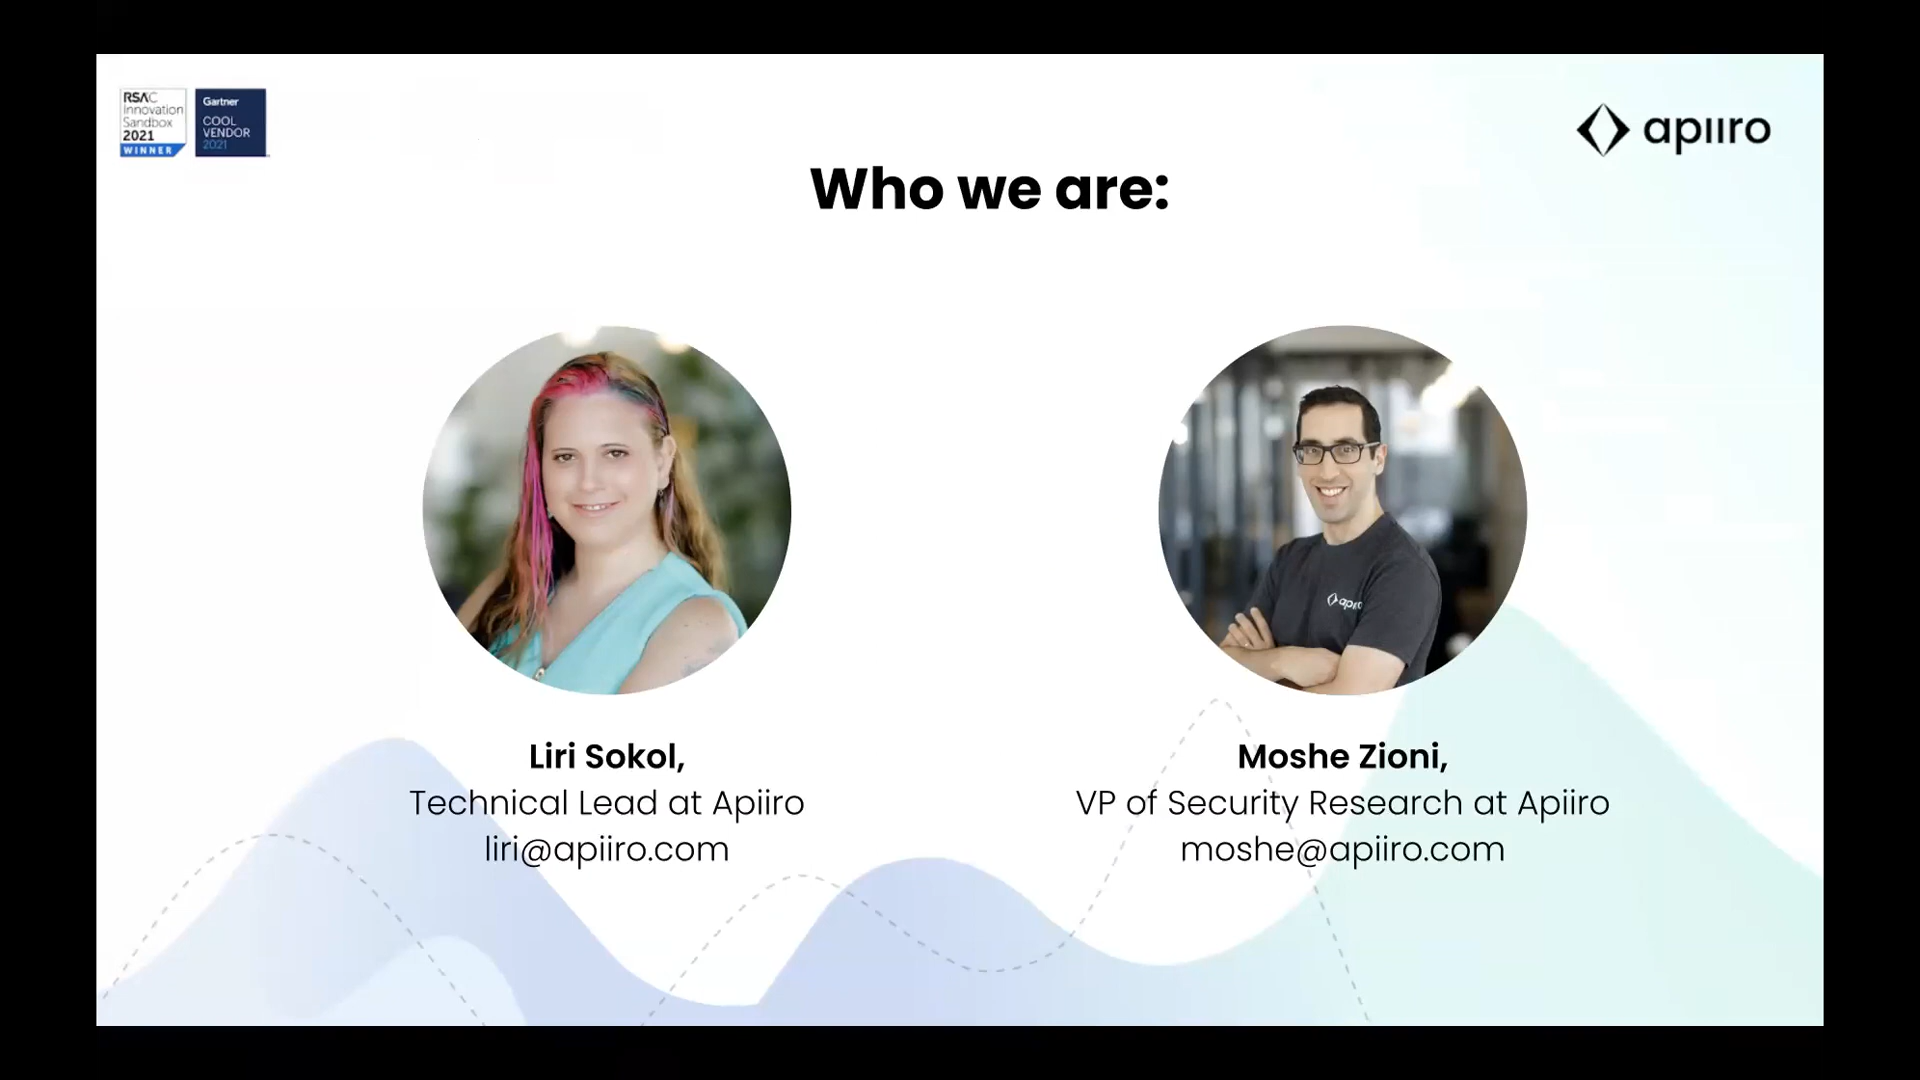 RSAC
Innovation
Sandbox
2021
WINNER
Gartner
COOL
VENDOR
2021
apiiro
Who we are:
apiiro
Liri Sokol,
Technical Lead at Apiiro
liri@apiiro.com
Moshe Zioni,
VP of Security Research at Apiiro
moshe@apiiro.com